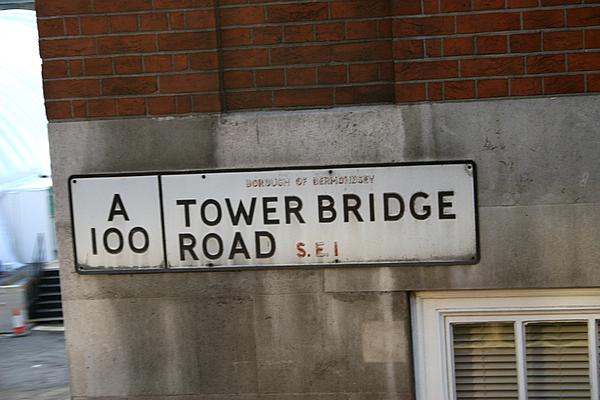 A
100
BOROUGH OF BERMONDSEY
TOWER BRIDGE
ROAD S.E.1